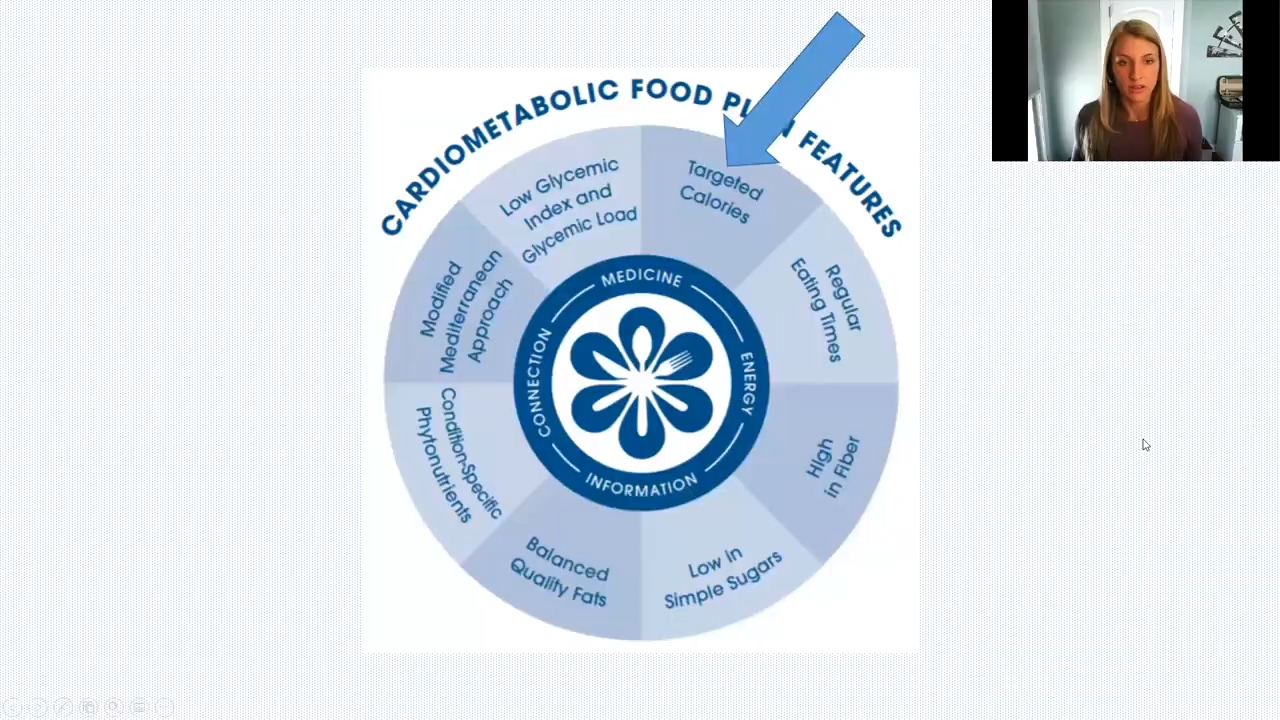 CARDIOMETABOLIC FOOD FEATURES
Targeted
Calories
Regular
Eating Times
High
in Fiber
Low in
Simple Sugars
Balanced
Quality Fats
Condition-Specific
Phytonutrients
Modified
Mediterranean
Approach
Low Glycemic
Index and
Glycemic Load
MEDICINE
ENERGY
INFORMATION
CONNECTION